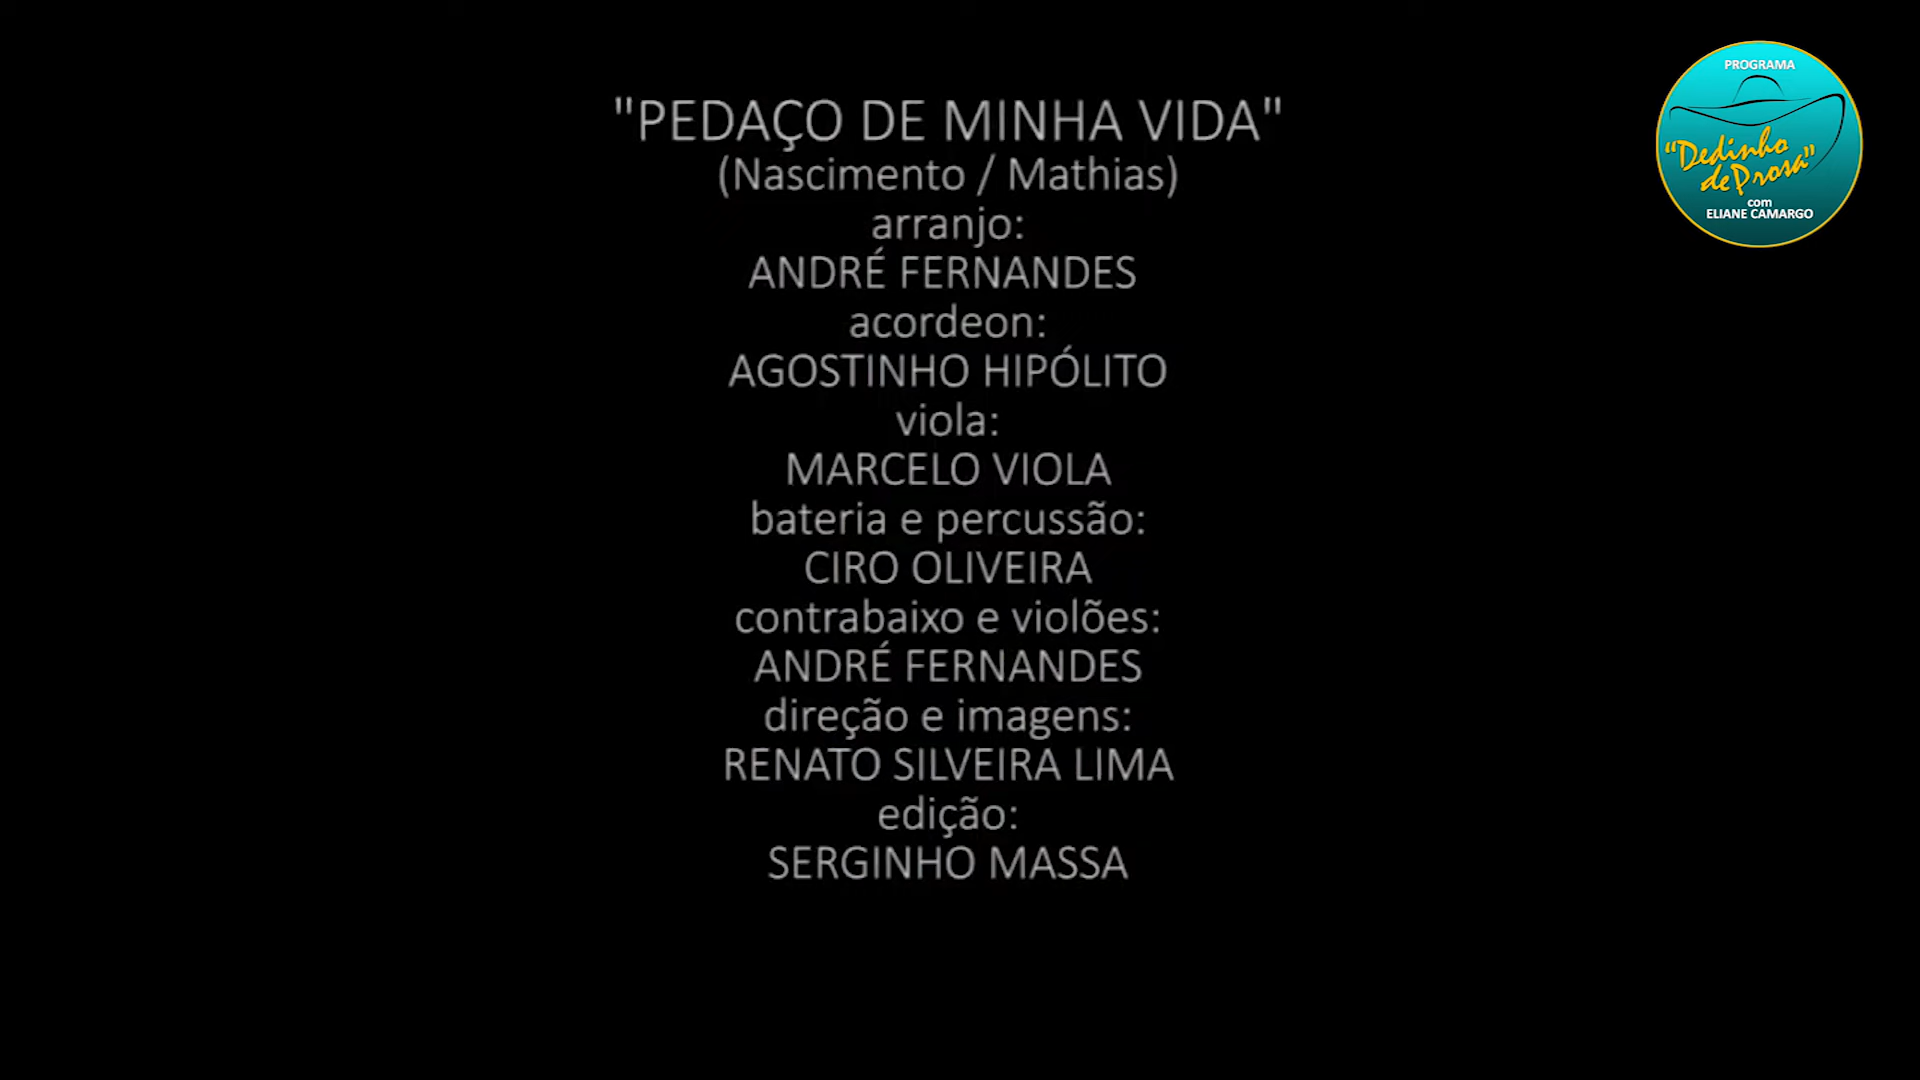 "PEDAÇO DE MINHA VIDA"
(Nascimento / Mathias)
arranjo:
ANDRÉ FERNANDES
acordeon:
AGOSTINHO HIPÓLITO
viola:
MARCELO VIOLA
bateria e percussão:
CIRO OLIVEIRA
contrabaixo e violões:
ANDRÉ FERNANDES
direção e imagens:
RENATO SILVEIRA LIMA
edição:
SERGINHO MASSA
PROGRAMA
"Dedinho
de Prosa"
com
ELIANE CAMARGO